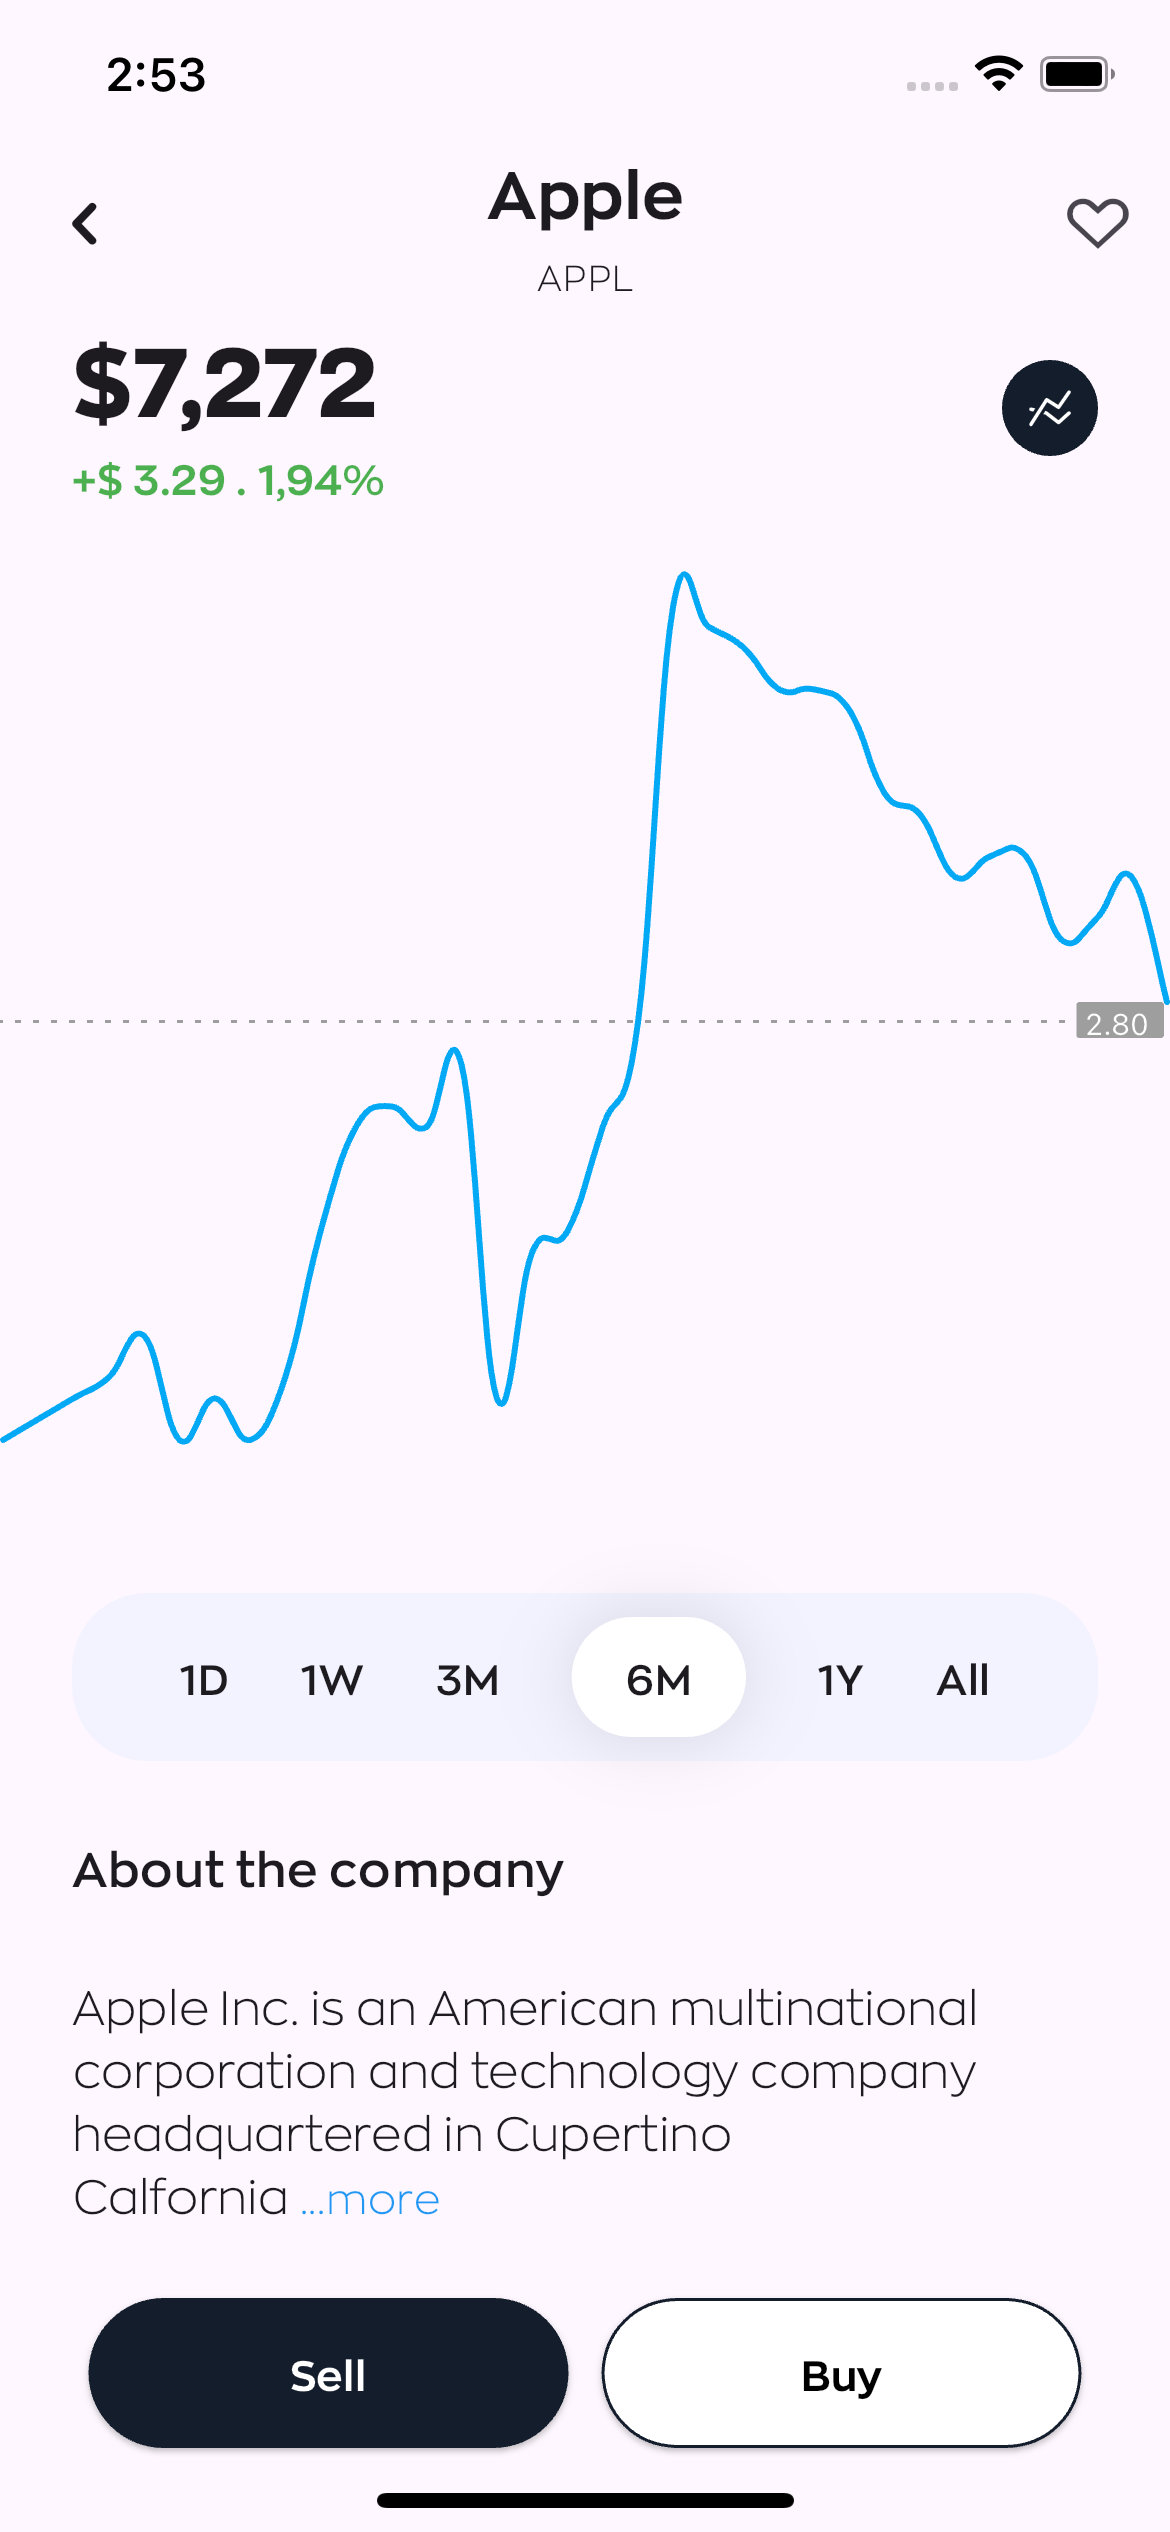 2:53
Apple
APPL
$7,272
+$ 3.29 . 1,94%
2.80
1D 1W 3M 6M 1Y All
About the company
Apple Inc. is an American multinational
corporation and technology company
headquartered in Cupertino
Calfornia ...more
Sell Buy